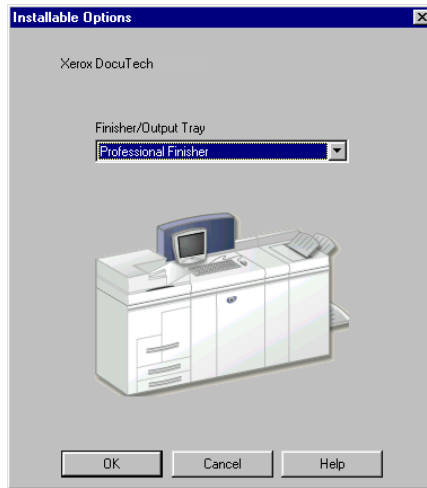 Installable Options
Xerox DocuTech
Finisher/Output Tray
Professional Finisher
OK
Cancel
Help